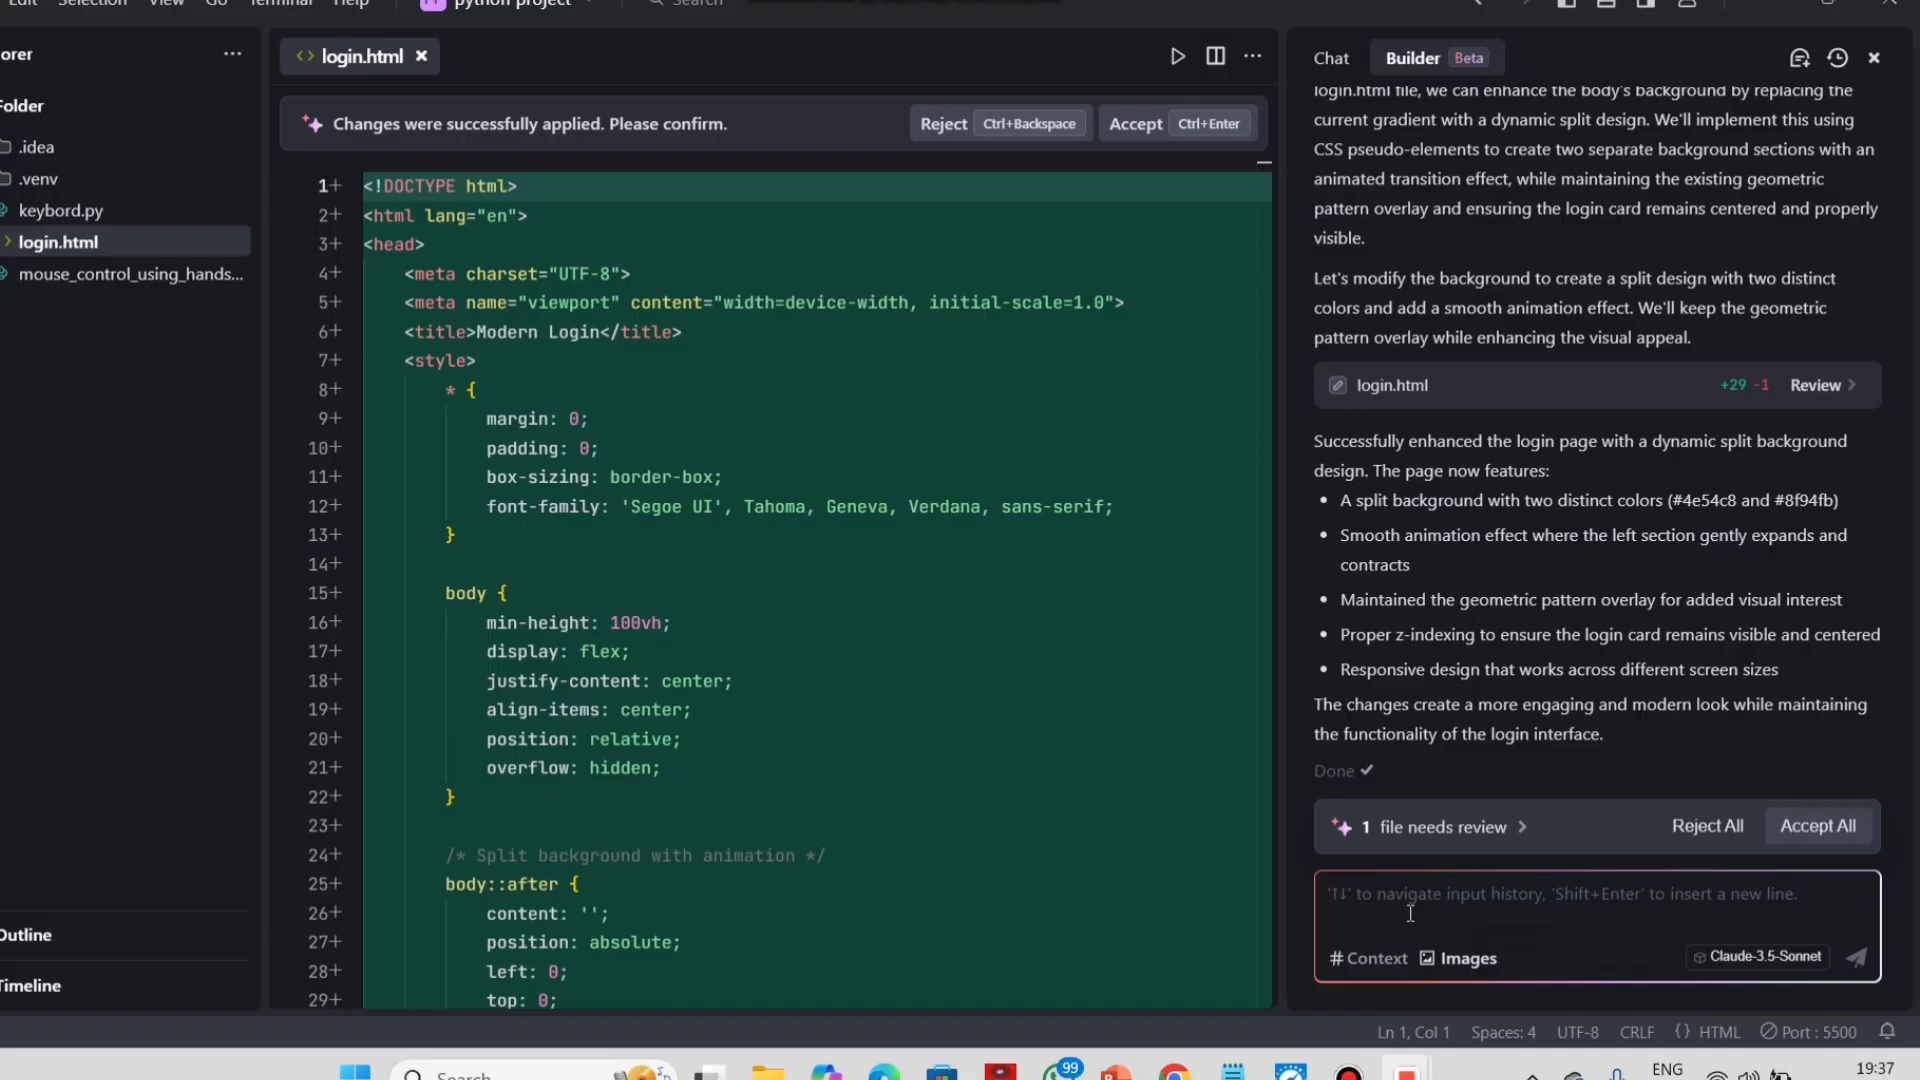 Edit Selection View Go Terminal Help python project Search
orer
Folder
.idea
.venv
keybord.py
login.html
mouse_control_using_hands...
Outline
Timeline
login.html
Changes were successfully applied. Please confirm.
Reject Ctrl+Backspace
Accept Ctrl+Enter
1+ <!DOCTYPE html>
2+ <html lang="en">
3+ <head>
4+ <meta charset="UTF-8">
5+ <meta name="viewport" content="width=device-width, initial-scale=1.0">
6+ <title>Modern Login</title>
7+ <style>
8+ * {
9+ margin: 0;
10+ padding: 0;
11+ box-sizing: border-box;
12+ font-family: 'Segoe UI', Tahoma, Geneva, Verdana, sans-serif;
13+ }
14+
15+ body {
16+ min-height: 100vh;
17+ display: flex;
18+ justify-content: center;
19+ align-items: center;
20+ position: relative;
21+ overflow: hidden;
22+ }
23+
24+ /* Split background with animation */
25+ body::after {
26+ content: '';
27+ position: absolute;
28+ left: 0;
29+ top: 0;
Chat Builder Beta
login.html file, we can enhance the body's background by replacing the
current gradient with a dynamic split design. We'll implement this using
CSS pseudo-elements to create two separate background sections with an
animated transition effect, while maintaining the existing geometric
pattern overlay and ensuring the login card remains centered and properly
visible.
Let's modify the background to create a split design with two distinct
colors and add a smooth animation effect. We'll keep the geometric
pattern overlay while enhancing the visual appeal.
login.html +29 -1 Review
Successfully enhanced the login page with a dynamic split background
design. The page now features:
• A split background with two distinct colors (#4e54c8 and #8f94fb)
• Smooth animation effect where the left section gently expands and
contracts
• Maintained the geometric pattern overlay for added visual interest
• Proper z-indexing to ensure the login card remains visible and centered
• Responsive design that works across different screen sizes
The changes create a more engaging and modern look while maintaining
the functionality of the login interface.
Done
1 file needs review Reject All Accept All
'↑↓' to navigate input history, 'Shift+Enter' to insert a new line.
# Context Images Claude-3.5-Sonnet
Ln 1, Col 1 Spaces: 4 UTF-8 CRLF {} HTML Port : 5500
Search 99 ENG 19:37